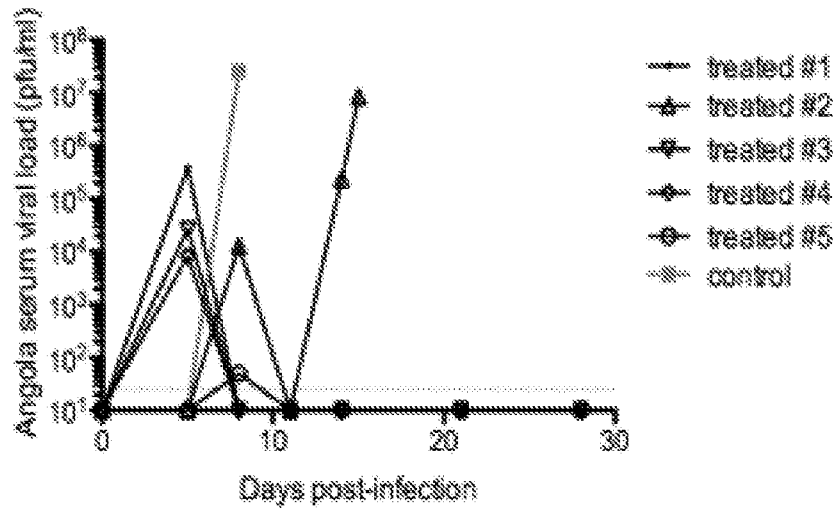 Angola serum viral load (pfu/ml)
10⁸
10⁷
10⁶
10⁵
10⁴
10³
10²
10¹
0
10
20
30
Days post-infection
treated #1
treated #2
treated #3
treated #4
treated #5
control